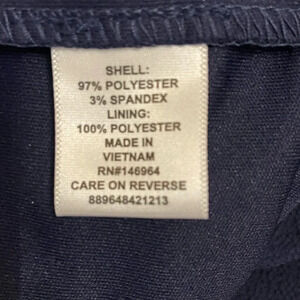 SHELL:
97% POLYESTER
3% SPANDEX
LINING:
100% POLYESTER
MADE IN
VIETNAM
RN#146964
CARE ON REVERSE
889648421213